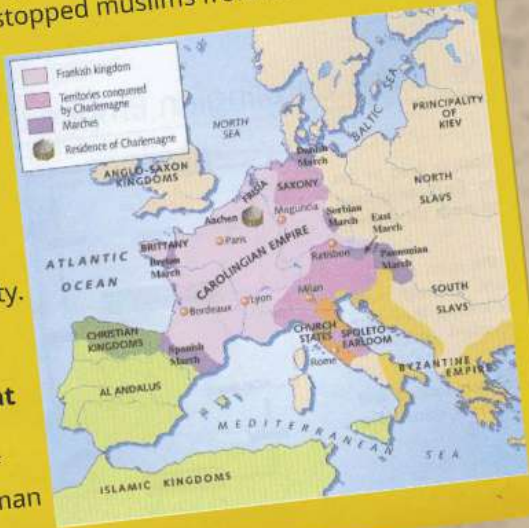 stopped muslims fro
Frankish kingdom
Territories conquered
by Charlemagne
Marches
Residence of Charlemagne
NORTH
SEA
BALTIC SEA
PRINCIPALITY
OF
KIEV
ANGLO-SAXON
KINGDOMS
Danish
March
FRISIA
SAXONY
NORTH
SLAVS
Aachen
Moguncia
Serbian
March
East
March
BRITTANY
Breton
March
Paris
CAROLINGIAN EMPIRE
Ratisbon
Pannonian
March
ATLANTIC
OCEAN
ty.
Bordeaux
Lyon
Milan
SOUTH
SLAVS
CHRISTIAN
KINGDOMS
Spanish
March
CHURCH
STATES
SPOLETO
EARLDOM
Rome
BYZANTINE
EMPIRE
at
AL ANDALUS
MEDITERRANEAN
SEA
ISLAMIC KINGDOMS
man